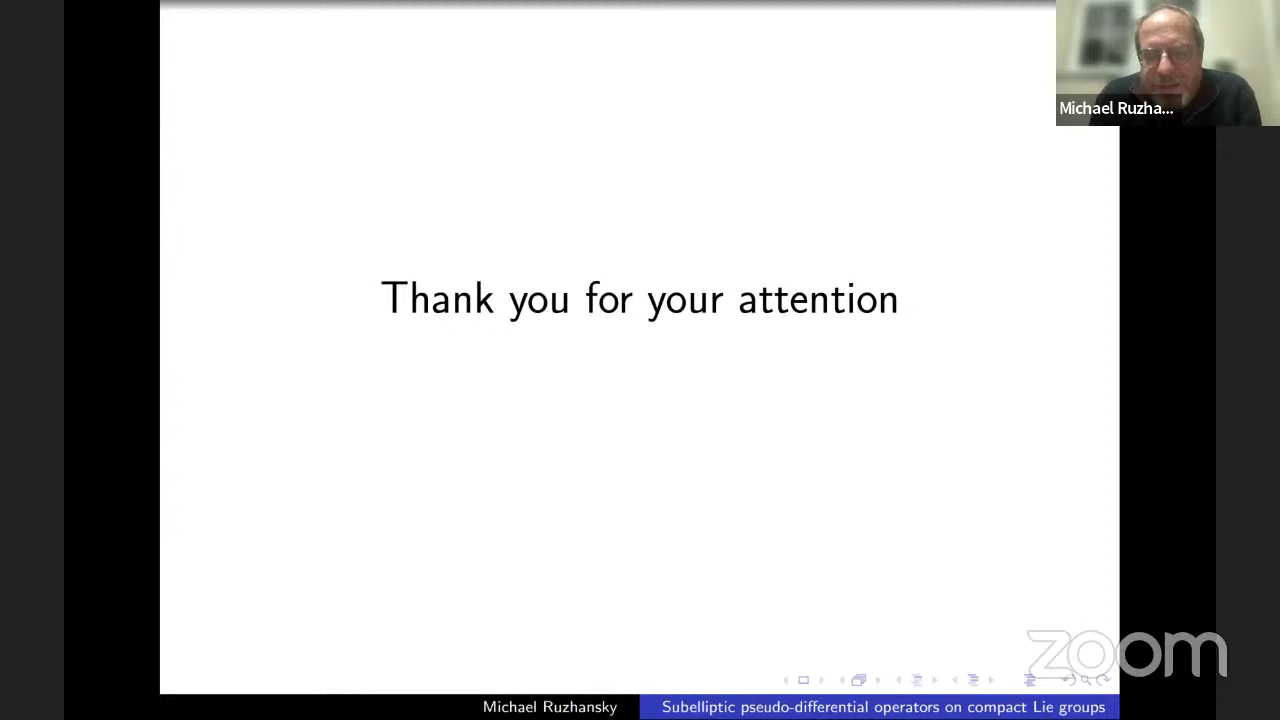 Michael Ruzha...
Thank you for your attention
zoom
Michael Ruzhansky
Subelliptic pseudo-differential operators on compact Lie groups